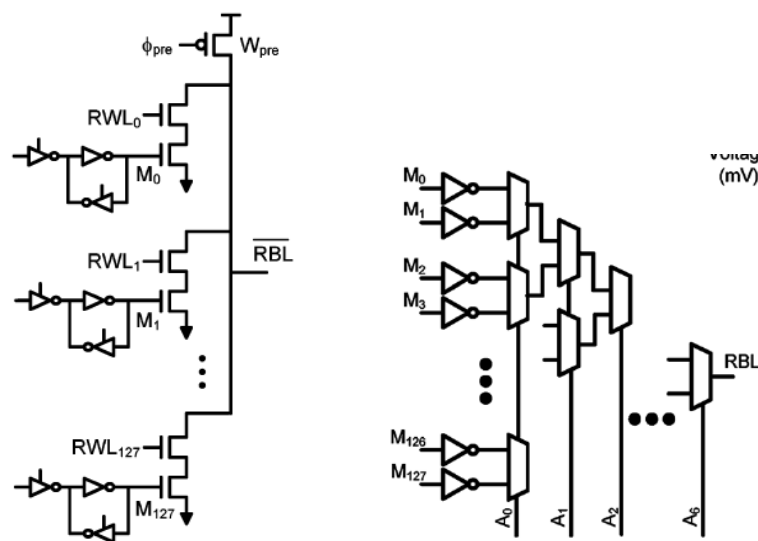 ϕpre
Wpre
RWL0
M0
RWL1
M1
RBL
RWL127
M127
M0
M1
M2
M3
M126
M127
A0
A1
A2
A6
RBL
(mV)